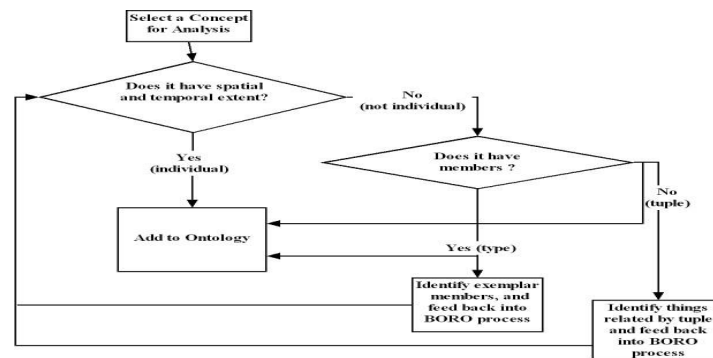 Select a Concept
for Analysis
Does it have spatial
and temporal extent?
No
(not individual)
Yes
(individual)
Does it have
members ?
No
(tuple)
Add to Ontology
Yes (type)
Identify exemplar
members, and
feed back into
BORO process
Identify things
related by tuple
and feed back
into BORO
process